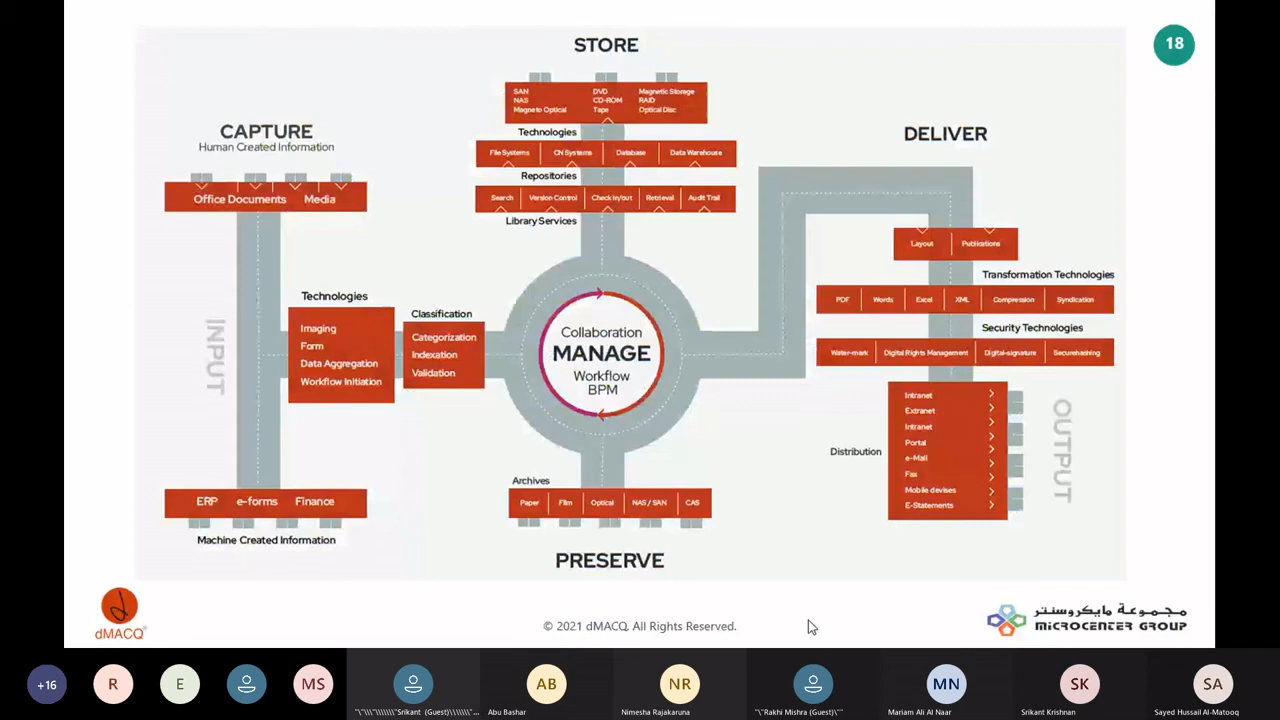 18
STORE
SAN DVD Magnetic Storage
NAS CD-ROM RAID
Magneto Optical Tape Optical Disc
Technologies
File Systems CN Systems Database Data Warehouse
Repositories
Search Version Control Check in/out Retrieval Audit Trail
Library Services
CAPTURE
Human Created Information
Office Documents Media
INPUT
Technologies
Imaging
Form
Data Aggregation
Workflow Initiation
Classification
Categorization
Indexation
Validation
ERP e-forms Finance
Machine Created Information
Collaboration
MANAGE
Workflow
BPM
Archives
Paper Film Optical NAS / SAN CAS
PRESERVE
DELIVER
Layout Publications
Transformation Technologies
PDF Words Excel XML Compression Syndication
Security Technologies
Water-mark Digital Rights Management Digital-signature Securehashing
Distribution
Intranet
Extranet
Intranet
Portal
e-Mail
Fax
Mobile devises
E-Statements
OUTPUT
dMACQ®
© 2021 dMACQ. All Rights Reserved.
مجموعة مايكروسنتر
MICROCENTER GROUP
+16 R E MS AB NR MN SK SA
"\"\\\"\\\\\\\"Srikant (Guest)\\\\\\\"... Abu Bashar Nimesha Rajakaruna "\"Rakhi Mishra (Guest)\"" Mariam Ali Al Naar Srikant Krishnan Sayed Hussail Al-Matooq